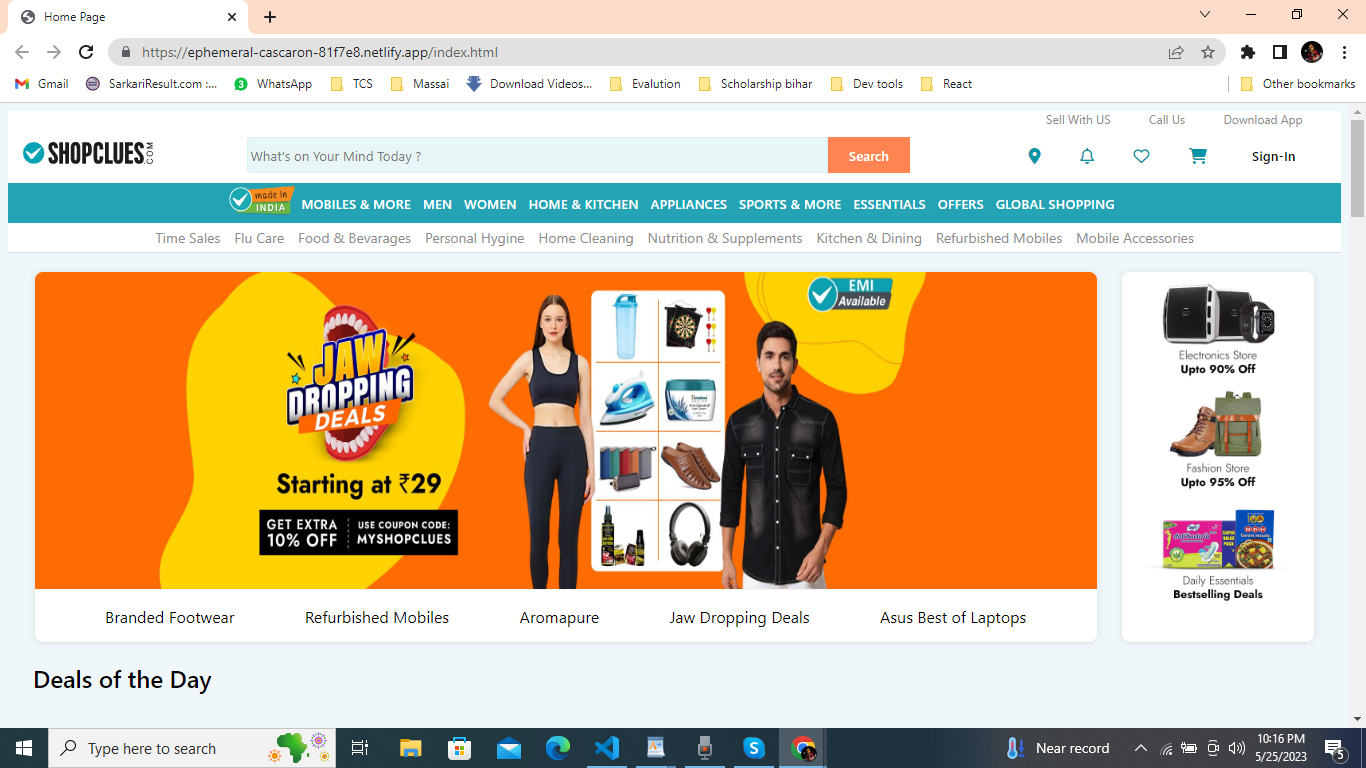 Home Page
https://ephemeral-cascaron-81f7e8.netlify.app/index.html
Gmail
SarkariResult.com :...
3
WhatsApp
TCS
Massai
Download Videos...
Evalution
Scholarship bihar
Dev tools
React
Other bookmarks
Sell With US
Call Us
Download App
SHOPCLUES.COM
What's on Your Mind Today ?
Search
Sign-In
made in
INDIA
MOBILES & MORE
MEN
WOMEN
HOME & KITCHEN
APPLIANCES
SPORTS & MORE
ESSENTIALS
OFFERS
GLOBAL SHOPPING
Time Sales
Flu Care
Food & Bevarages
Personal Hygine
Home Cleaning
Nutrition & Supplements
Kitchen & Dining
Refurbished Mobiles
Mobile Accessories
JAW
DROPPING
DEALS
Starting at ₹29
GET EXTRA
10% OFF
USE COUPON CODE:
MYSHOPCLUES
EMI
Available
Himalaya
Electronics Store
Upto 90% Off
Fashion Store
Upto 95% Off
SUPER
VALUE
PACK
100
MDH
Daily Essentials
Bestselling Deals
Branded Footwear
Refurbished Mobiles
Aromapure
Jaw Dropping Deals
Asus Best of Laptops
Deals of the Day
Type here to search
Near record
10:16 PM
5/25/2023
5